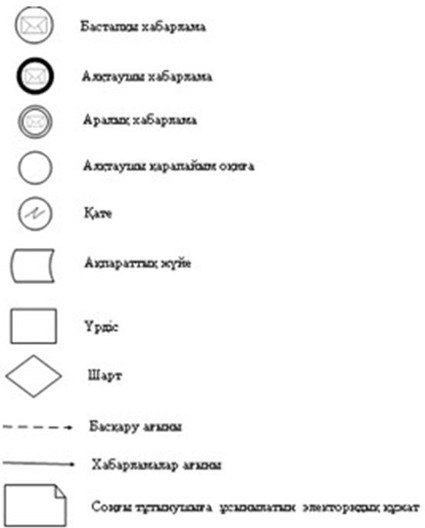 Бастапқы хабарлама
Аяқтаушы хабарлама
Аралық хабарлама
Аяқтаушы қарапайым оқиға
Қате
Ақпараттық жүйе
Үрдіс
Шарт
Басқару ағыны
Хабарламалар ағыны
Соңғы тұтынушыға ұсынылатын электорндық құжат